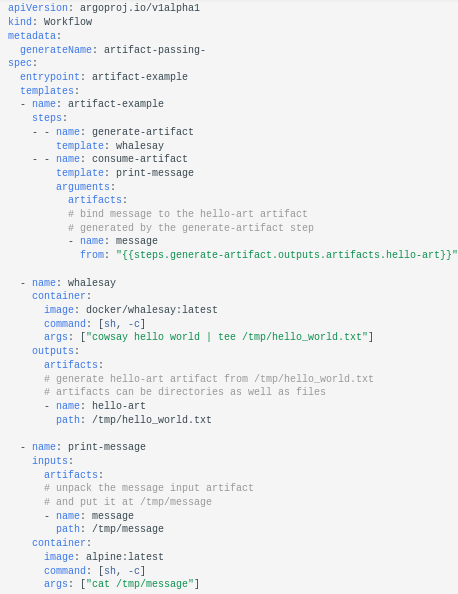 apiVersion: argoproj.io/v1alpha1
kind: Workflow
metadata:
  generateName: artifact-passing-
spec:
  entrypoint: artifact-example
  templates:
  - name: artifact-example
    steps:
    - - name: generate-artifact
        template: whalesay
    - - name: consume-artifact
        template: print-message
        arguments:
          artifacts:
          # bind message to the hello-art artifact
          # generated by the generate-artifact step
          - name: message
            from: "{{steps.generate-artifact.outputs.artifacts.hello-art}}"

  - name: whalesay
    container:
      image: docker/whalesay:latest
      command: [sh, -c]
      args: ["cowsay hello world | tee /tmp/hello_world.txt"]
    outputs:
      artifacts:
      # generate hello-art artifact from /tmp/hello_world.txt
      # artifacts can be directories as well as files
      - name: hello-art
        path: /tmp/hello_world.txt

  - name: print-message
    inputs:
      artifacts:
      # unpack the message input artifact
      # and put it at /tmp/message
      - name: message
        path: /tmp/message
    container:
      image: alpine:latest
      command: [sh, -c]
      args: ["cat /tmp/message"]